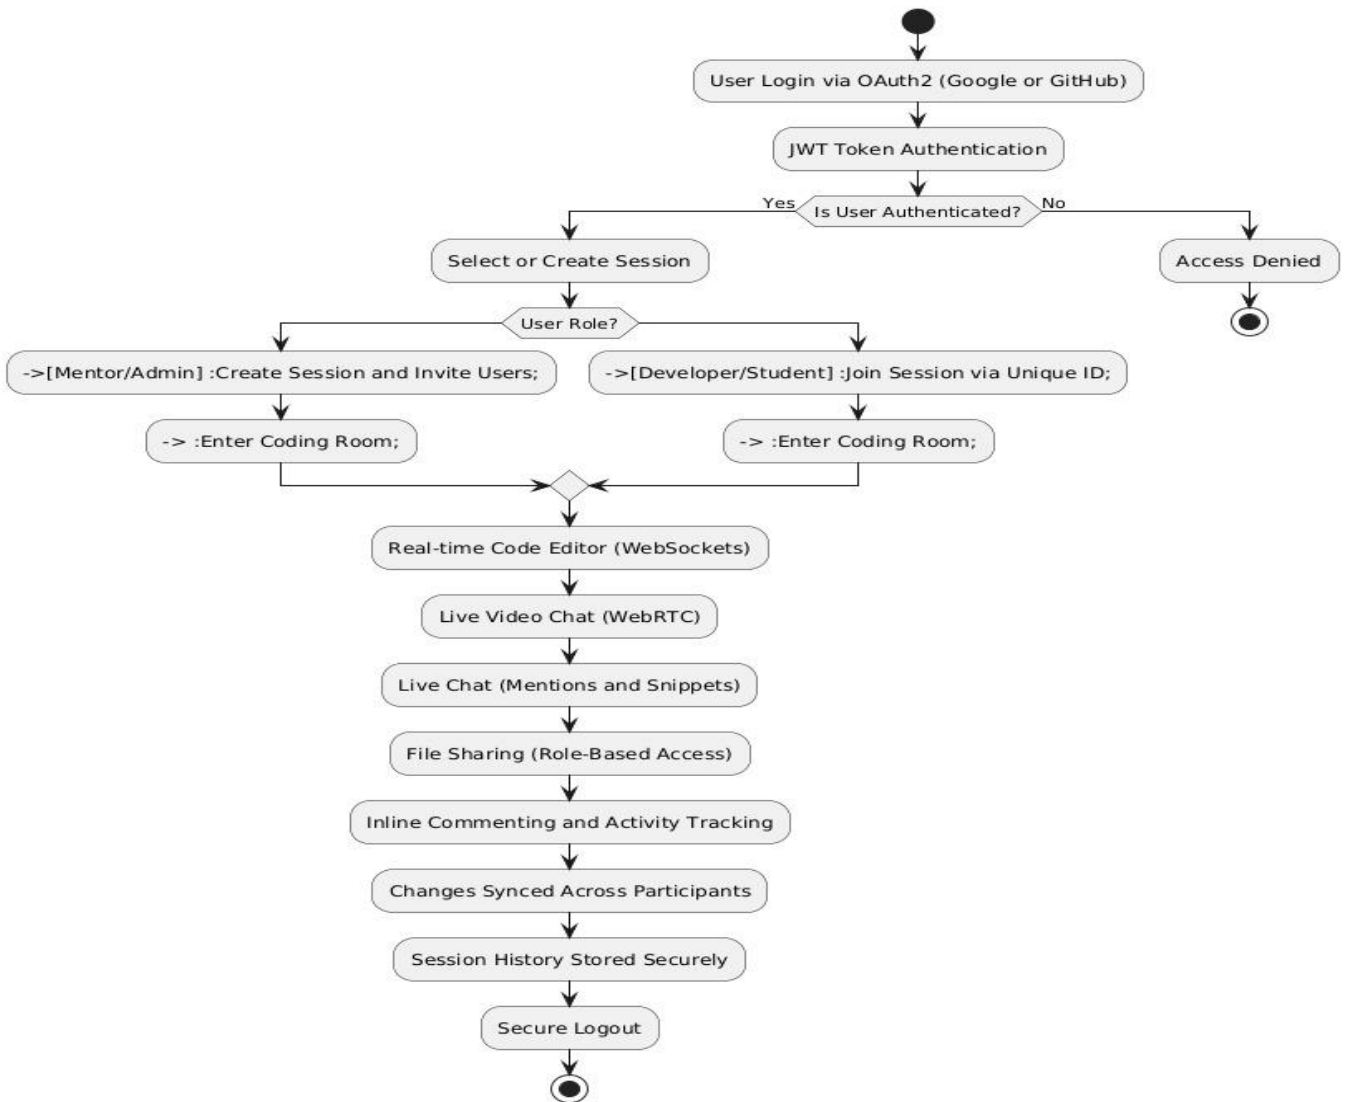 User Login via OAuth2 (Google or GitHub)
JWT Token Authentication
Yes
Is User Authenticated?
No
Select or Create Session
Access Denied
User Role?
->[Mentor/Admin] :Create Session and Invite Users;
->[Developer/Student] :Join Session via Unique ID;
-> :Enter Coding Room;
-> :Enter Coding Room;
Real-time Code Editor (WebSockets)
Live Video Chat (WebRTC)
Live Chat (Mentions and Snippets)
File Sharing (Role-Based Access)
Inline Commenting and Activity Tracking
Changes Synced Across Participants
Session History Stored Securely
Secure Logout